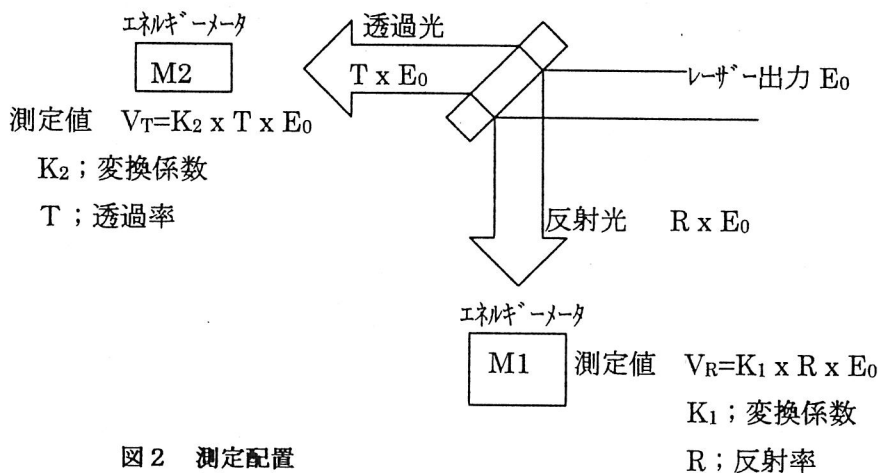 エネルギーメータ
M2
透過光
T x E₀
レーザー出力 E₀
測定値 V_T=K₂ x T x E₀
K₂；変換係数
T；透過率
反射光 R x E₀
エネルギーメータ
M1
測定値 V_R=K₁ x R x E₀
K₁；変換係数
R；反射率
図２ 測定配置